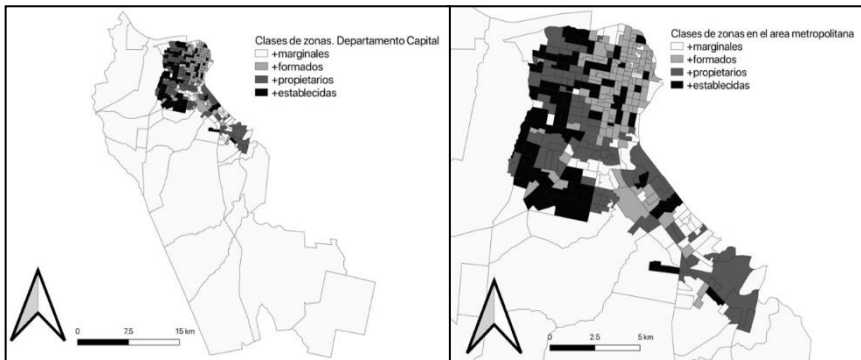 Clases de zonas. Departamento Capital
+marginales
+formados
+propietarios
+establecidas
0 7.5 15 km
Clases de zonas en el area metropolitana
+marginales
+formados
+propietarios
+establecidas
0 2.5 5 km